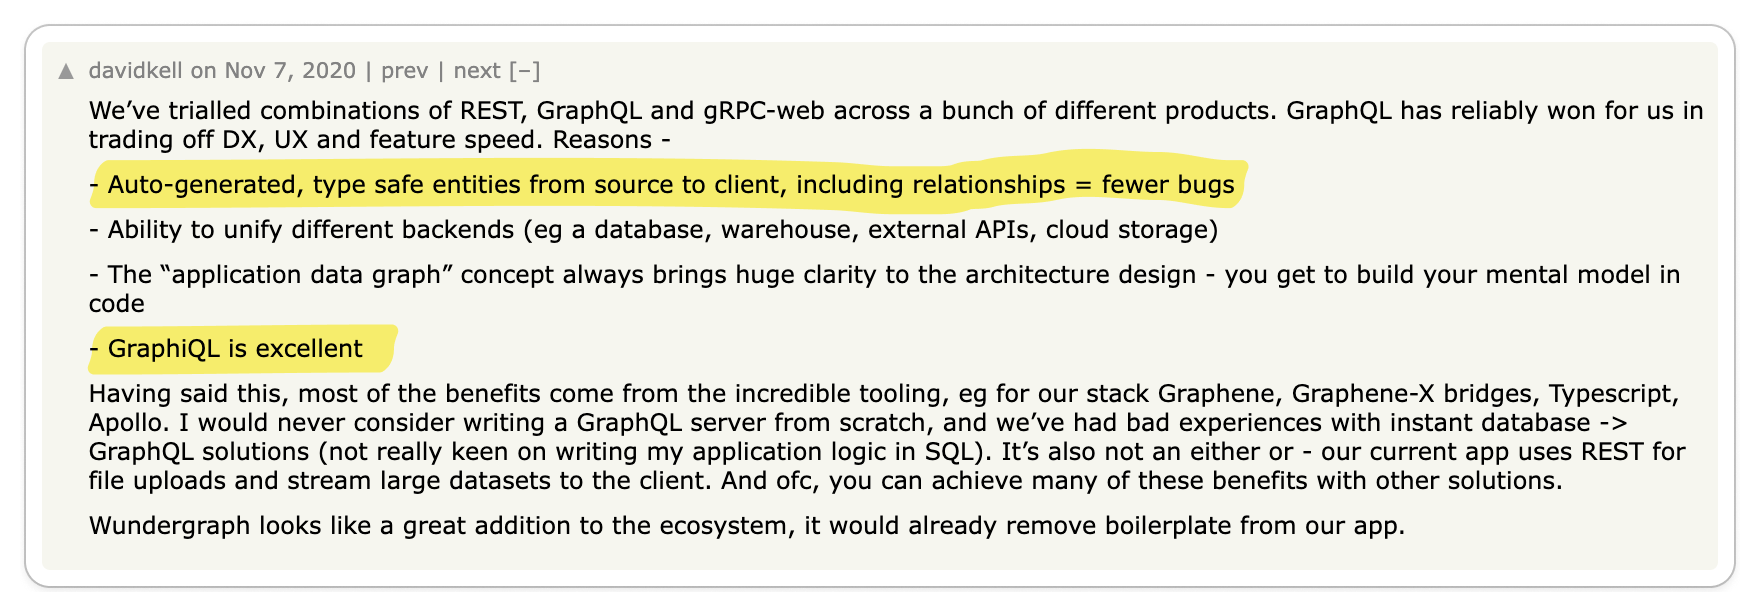 ▲ davidkell on Nov 7, 2020 | prev | next [–]
We’ve trialled combinations of REST, GraphQL and gRPC-web across a bunch of different products. GraphQL has reliably won for us in
trading off DX, UX and feature speed. Reasons -
- Auto-generated, type safe entities from source to client, including relationships = fewer bugs
- Ability to unify different backends (eg a database, warehouse, external APIs, cloud storage)
- The “application data graph” concept always brings huge clarity to the architecture design - you get to build your mental model in
code
- GraphiQL is excellent
Having said this, most of the benefits come from the incredible tooling, eg for our stack Graphene, Graphene-X bridges, Typescript,
Apollo. I would never consider writing a GraphQL server from scratch, and we’ve had bad experiences with instant database ->
GraphQL solutions (not really keen on writing my application logic in SQL). It’s also not an either or - our current app uses REST for
file uploads and stream large datasets to the client. And ofc, you can achieve many of these benefits with other solutions.
Wundergraph looks like a great addition to the ecosystem, it would already remove boilerplate from our app.